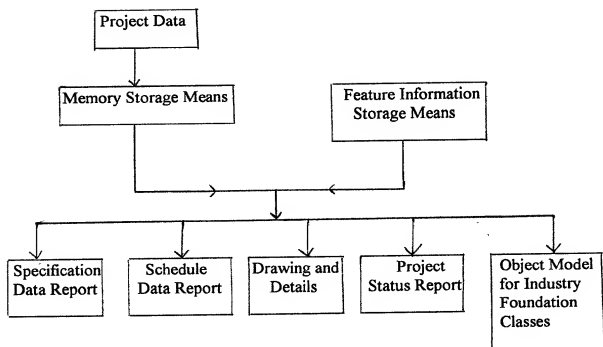 Project Data
Memory Storage Means
Feature Information
Storage Means
Specification
Data Report
Schedule
Data Report
Drawing and
Details
Project
Status Report
Object Model
for Industry
Foundation
Classes